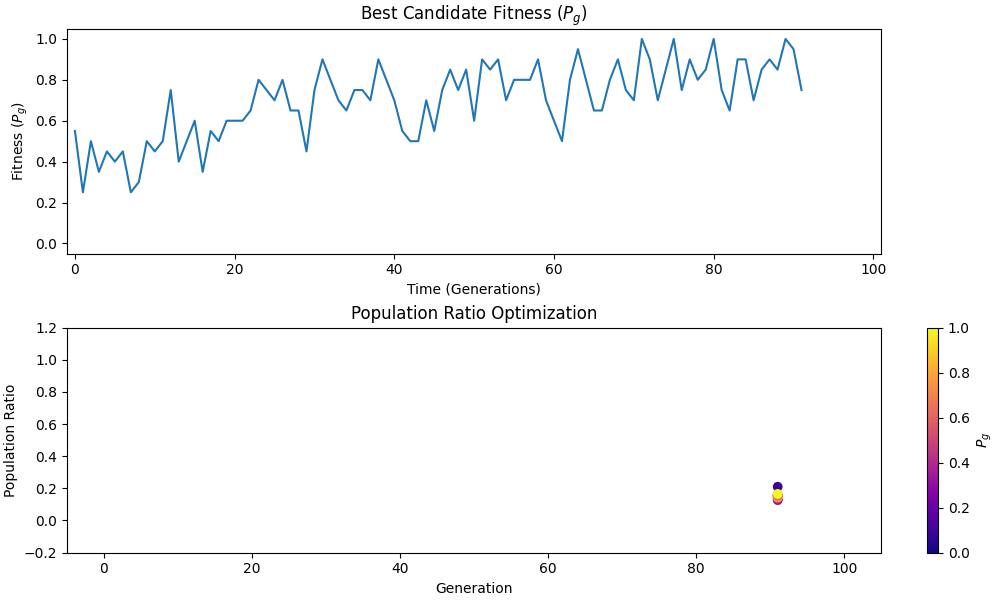 Best Candidate Fitness (P_g)
1.0
0.8
0.6
0.4
0.2
0.0
Fitness (P_g)
0 20 40 60 80 100
Time (Generations)
Population Ratio Optimization
1.2
1.0
0.8
0.6
0.4
0.2
0.0
−0.2
Population Ratio
0 20 40 60 80 100
Generation
1.0
0.8
0.6
0.4
0.2
0.0
P_g